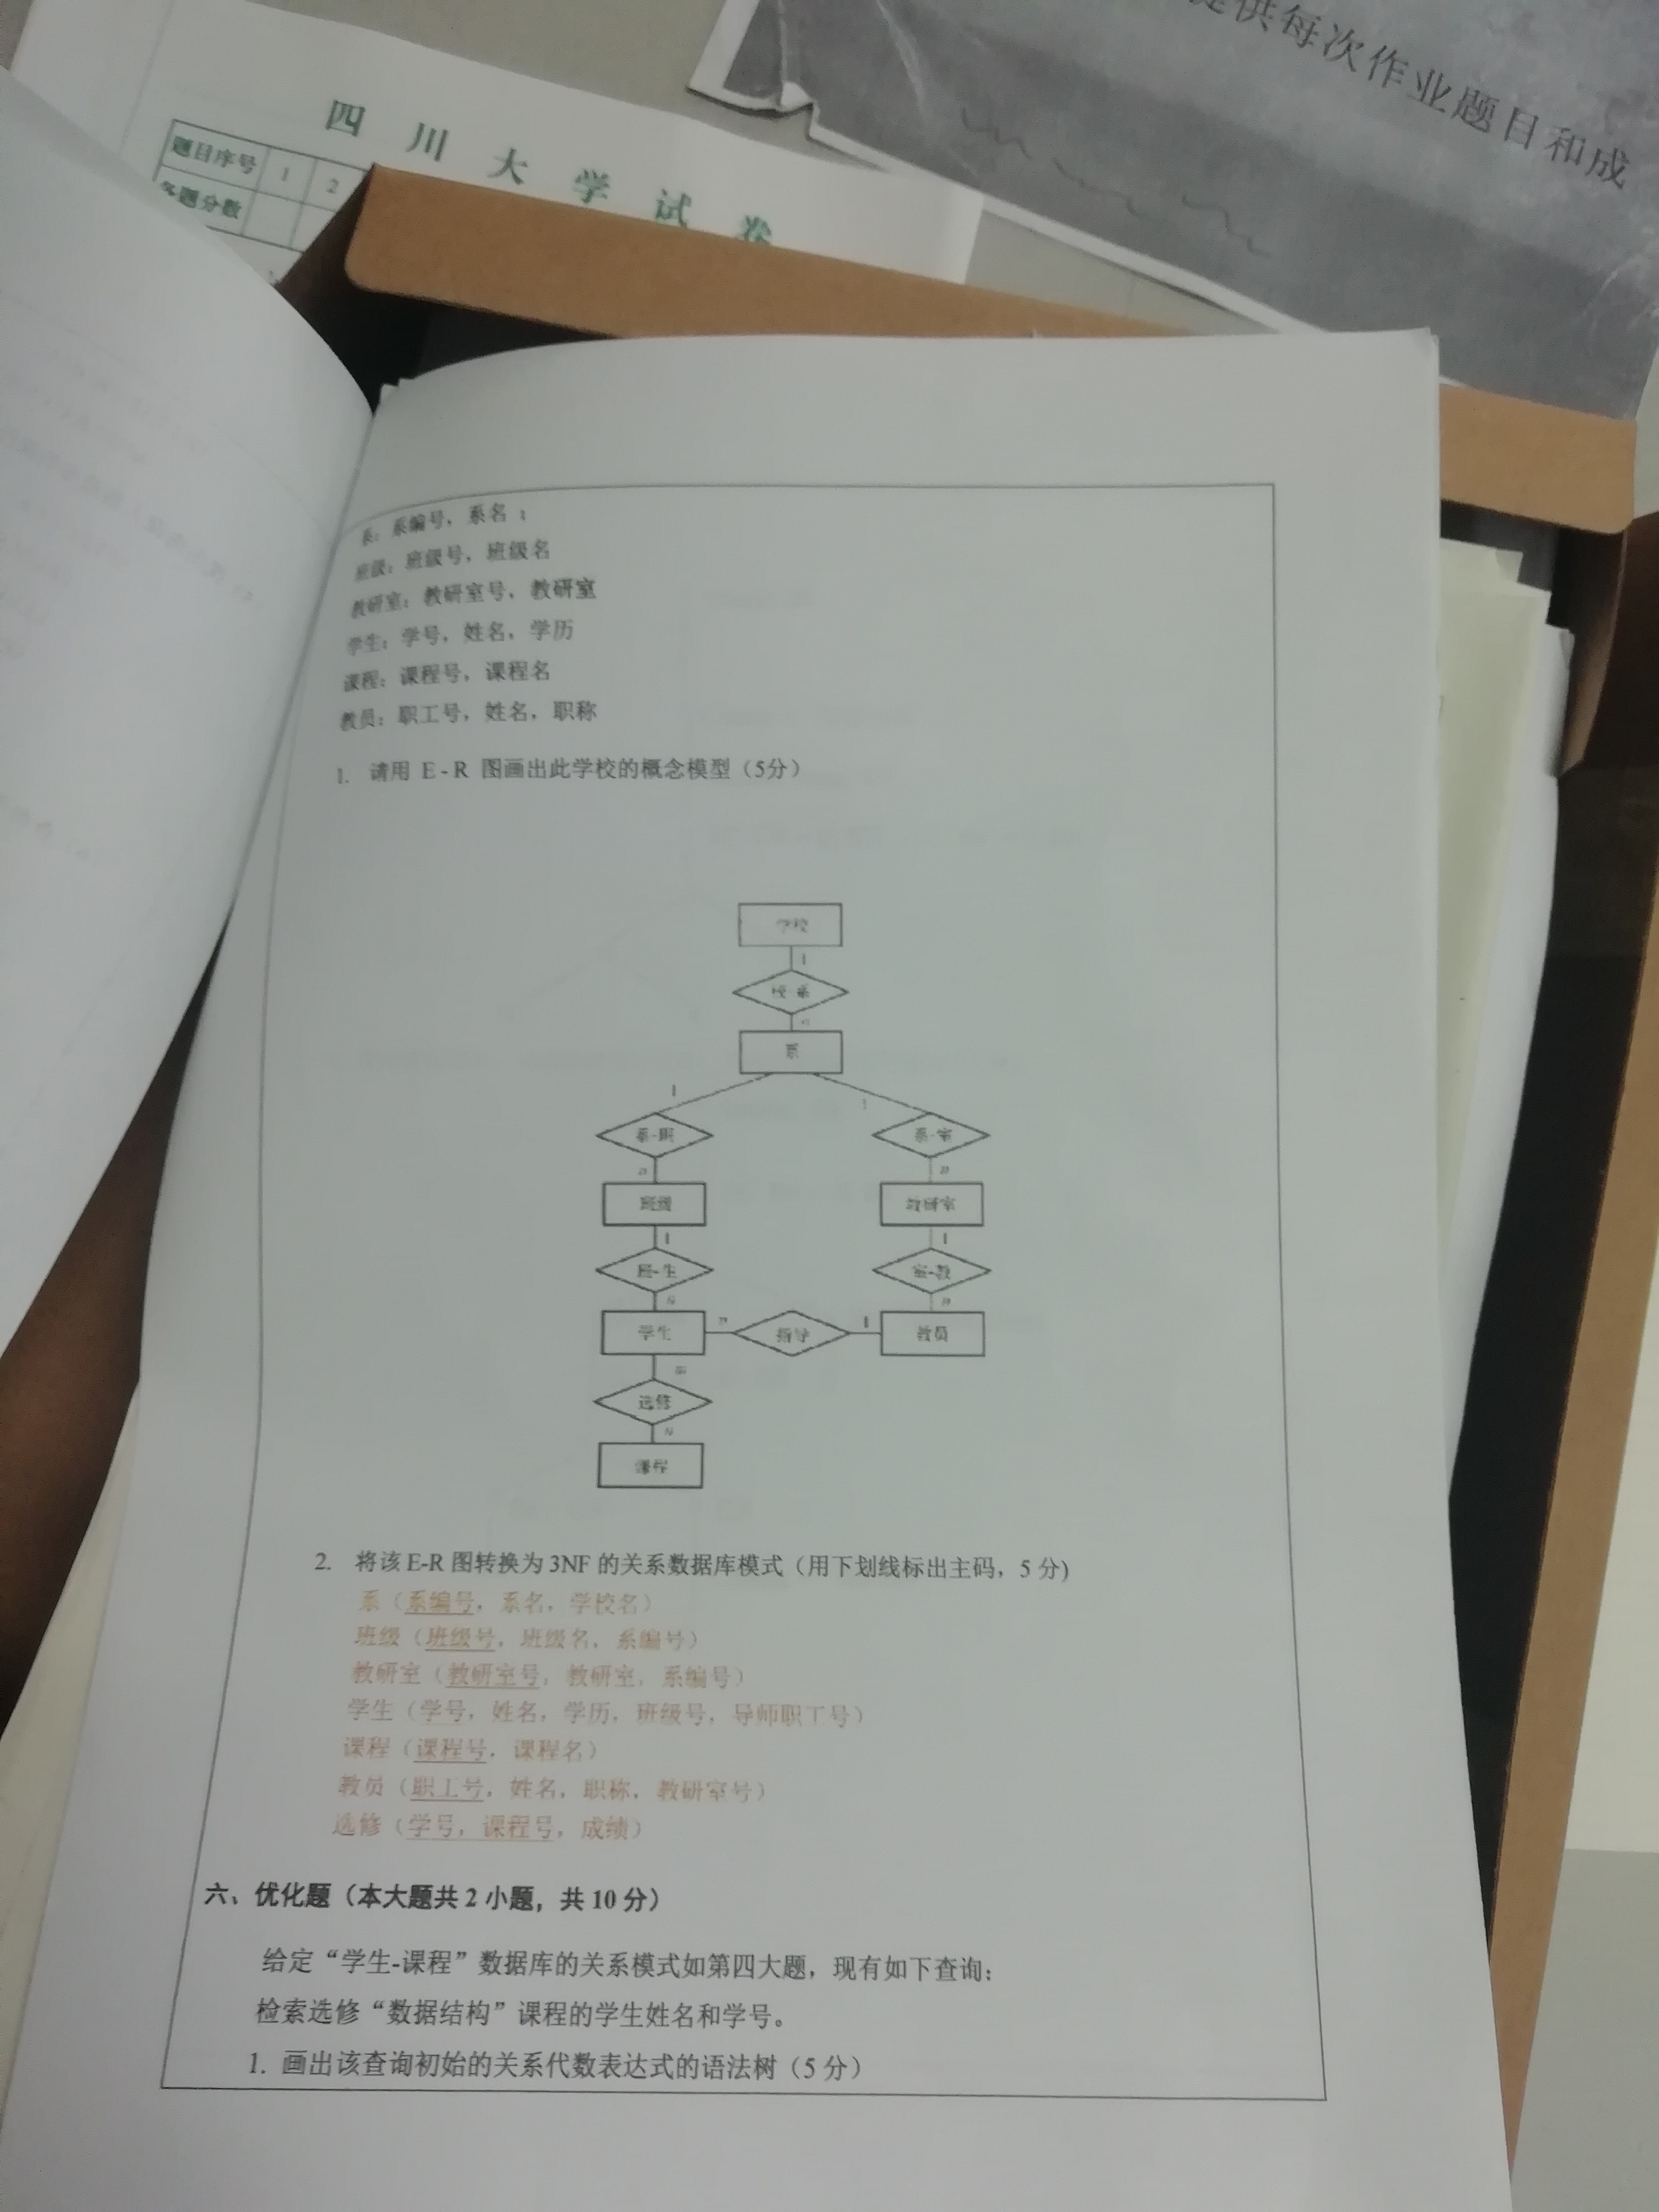 提供每次作业题目和成
四川大学试卷
题目序号 1 2
各题分数
系：系编号，系名；
班级：班级号，班级名
教研室：教研室号，教研室
学生：学号，姓名，学历
课程：课程号，课程名
教员：职工号，姓名，职称
1. 请用 E-R 图画出此学校的概念模型（5分）
学校
1
校-系
n
系
1 1
系-班 系-室
n n
班级 教研室
1 1
班-生 室-教
n n
学生 n 指导 1 教员
m
选修
n
课程
2. 将该E-R图转换为3NF的关系数据库模式（用下划线标出主码，5分)
系（系编号，系名，学校名）
班级（班级号，班级名，系编号）
教研室（教研室号，教研室，系编号）
学生（学号，姓名，学历，班级号，导师职工号）
课程（课程号，课程名）
教员（职工号，姓名，职称，教研室号）
选修（学号，课程号，成绩）
六、优化题（本大题共2小题，共10分）
给定“学生-课程”数据库的关系模式如第四大题，现有如下查询：
检索选修“数据结构”课程的学生姓名和学号。
1. 画出该查询初始的关系代数表达式的语法树（5分）